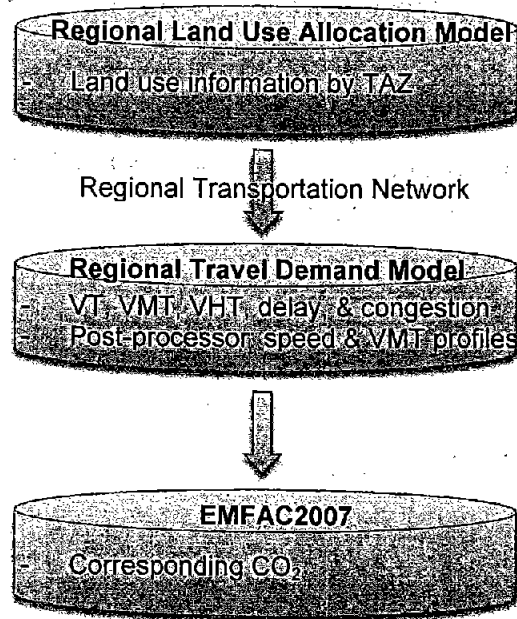 Regional Land Use Allocation Model
- Land use information by TAZ
Regional Transportation Network
Regional Travel Demand Model
- VT, VMT, VHT, delay, & congestion
- Post-processor speed & VMT profiles
EMFAC2007
- Corresponding CO₂